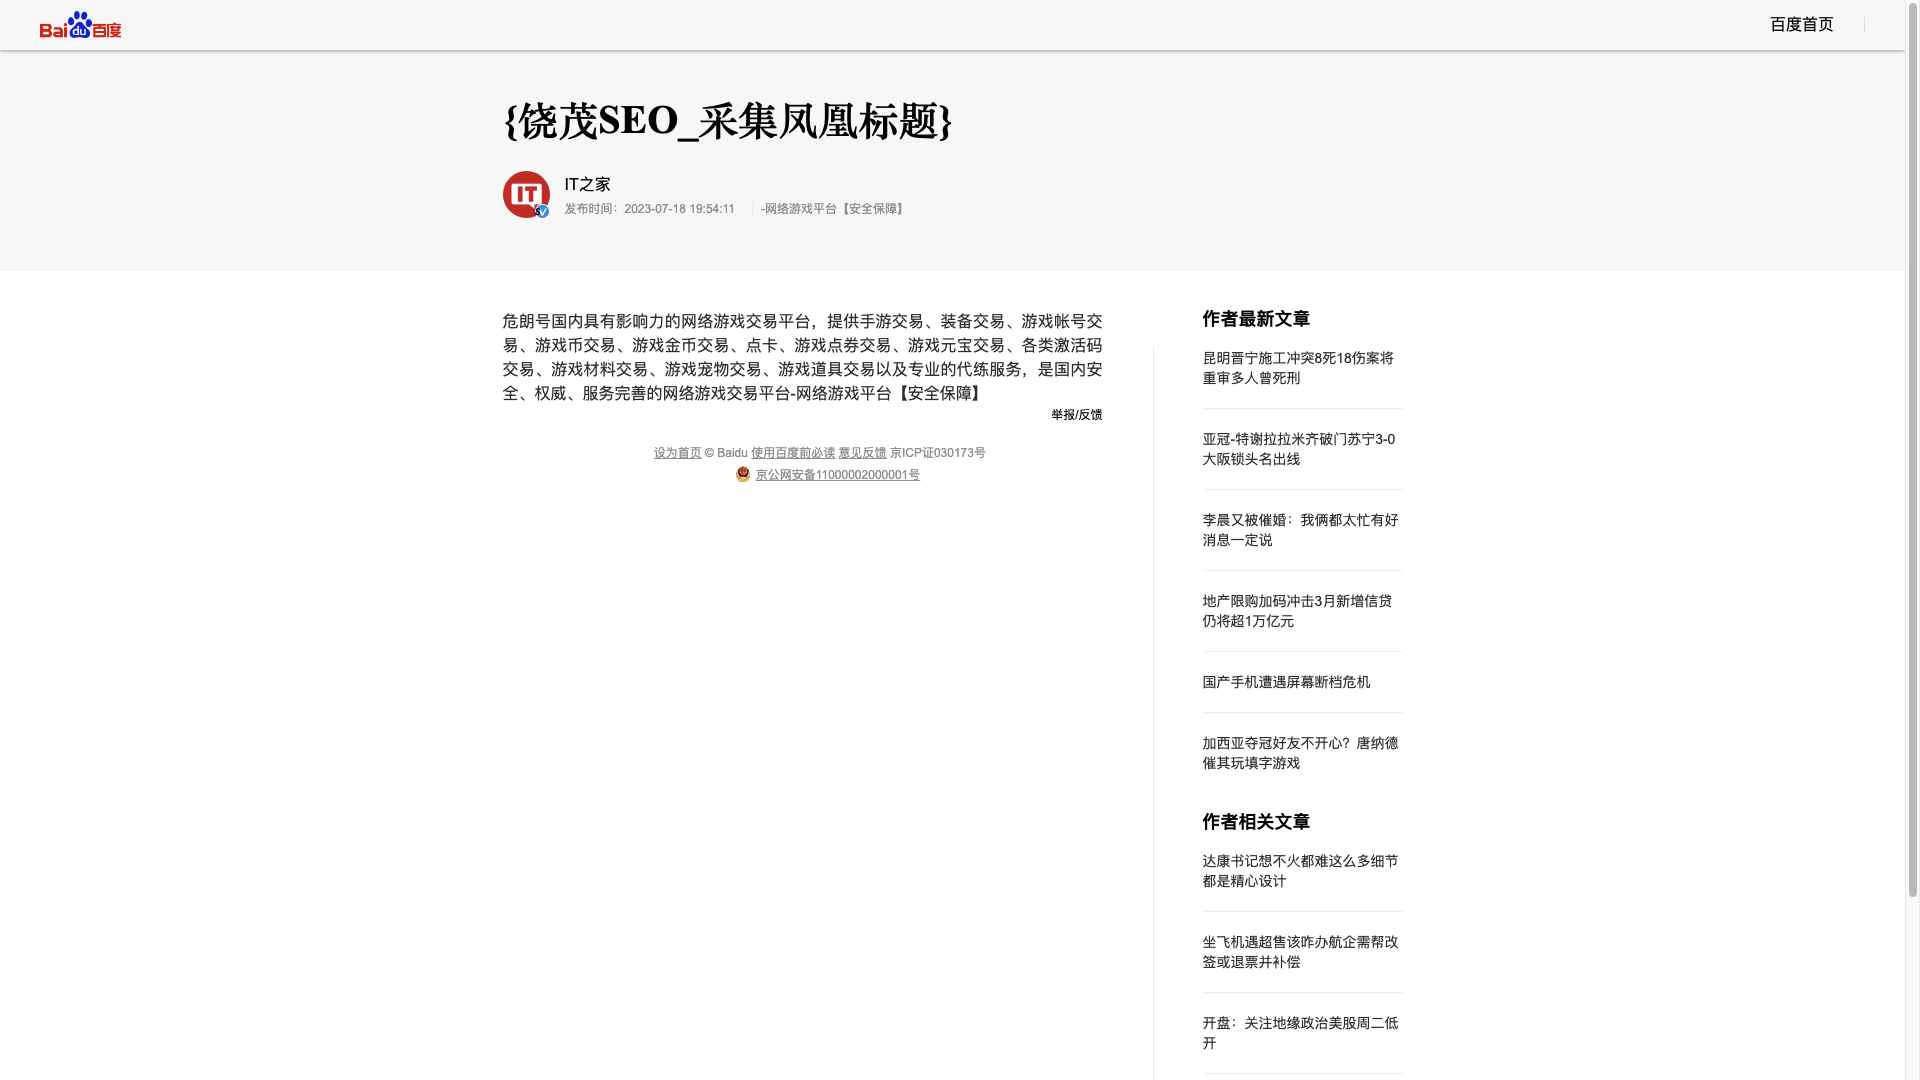 Baidu百度
百度首页
{饶茂SEO_采集凤凰标题}
IT
IT之家
发布时间：2023-07-18 19:54:11
-网络游戏平台【安全保障】
危朗号国内具有影响力的网络游戏交易平台，提供手游交易、装备交易、游戏帐号交
易、游戏币交易、游戏金币交易、点卡、游戏点券交易、游戏元宝交易、各类激活码
交易、游戏材料交易、游戏宠物交易、游戏道具交易以及专业的代练服务，是国内安
全、权威、服务完善的网络游戏交易平台-网络游戏平台【安全保障】
举报/反馈
设为首页 © Baidu 使用百度前必读 意见反馈 京ICP证030173号
京公网安备11000002000001号
作者最新文章
昆明晋宁施工冲突8死18伤案将
重审多人曾死刑
亚冠-特谢拉拉米齐破门苏宁3-0
大阪锁头名出线
李晨又被催婚：我俩都太忙有好
消息一定说
地产限购加码冲击3月新增信贷
仍将超1万亿元
国产手机遭遇屏幕断档危机
加西亚夺冠好友不开心？唐纳德
催其玩填字游戏
作者相关文章
达康书记想不火都难这么多细节
都是精心设计
坐飞机遇超售该咋办航企需帮改
签或退票并补偿
开盘：关注地缘政治美股周二低
开